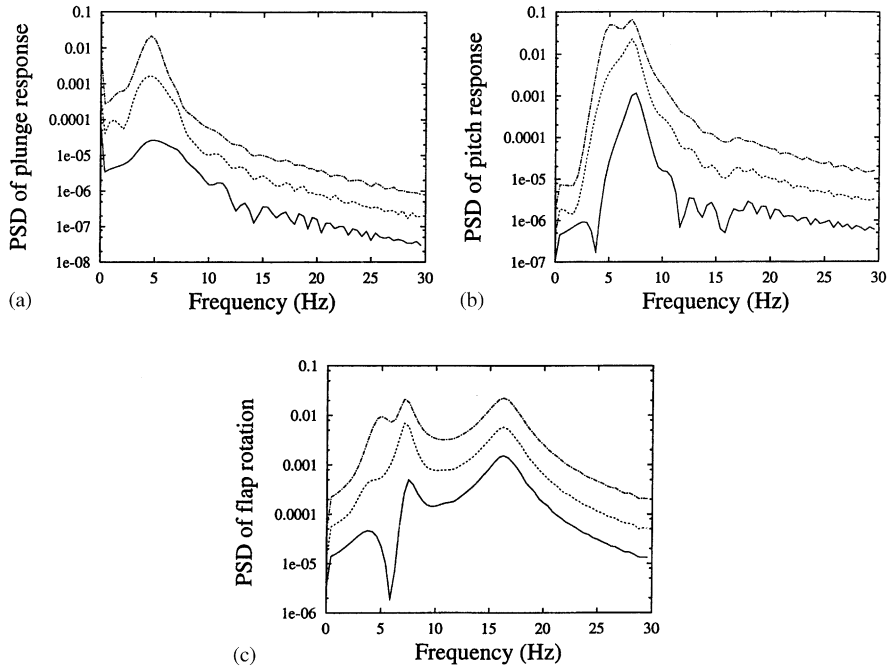 0.1
0.01
0.001
0.0001
1e-05
1e-06
1e-07
1e-08
PSD of plunge response
0 5 10 15 20 25 30
Frequency (Hz)
(a)
0.1
0.01
0.001
0.0001
1e-05
1e-06
1e-07
PSD of pitch response
0 5 10 15 20 25 30
Frequency (Hz)
(b)
0.1
0.01
0.001
0.0001
1e-05
1e-06
PSD of flap rotation
0 5 10 15 20 25 30
Frequency (Hz)
(c)